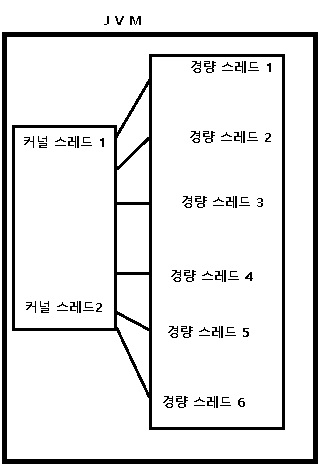 JVM
경량 스레드 1
커널 스레드 1
경량 스레드 2
경량 스레드 3
경량 스레드 4
커널 스레드2
경량 스레드 5
경량 스레드 6